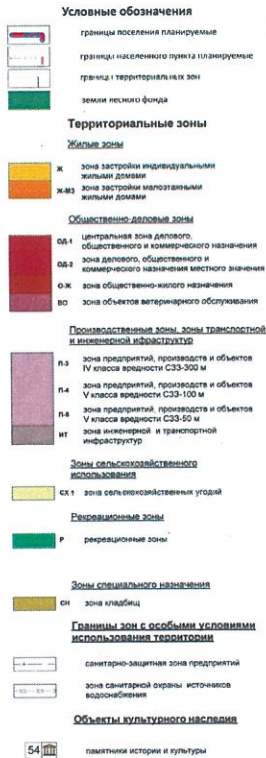 Условные обозначения
границы поселения планируемые
границы населенного пункта планируемые
границы территориальных зон
земли лесного фонда
Территориальные зоны
Жилые зоны
Ж зона застройки индивидуальными
жилыми домами
Ж-МЗ зона застройки малоэтажными
жилыми домами
Общественно-деловые зоны
ОД-1 центральная зона делового,
общественного и коммерческого назначения
ОД-2 зона делового, общественного и
коммерческого назначения местного значения
О-Ж зона общественно-жилого назначения
ВО зона объектов ветеринарного обслуживания
Производственные зоны, зоны транспортной
и инженерной ифраструктур
П-3 зона предприятий, производств и объектов
IV класса вредности СЗЗ-300 м
П-4 зона предприятий, производств и объектов
V класса вредности СЗЗ-100 м
П-5 зона предприятий, производств и объектов
V класса вредности СЗЗ-50 м
ИТ зона инженерной и транспортной
инфраструктур
Зоны сельскохозяйственного
использования
СХ 1 зона сельскохозяйственных угодий
Рекреационные зоны
Р рекреационные зоны
Зоны специального назначения
СН зона кладбищ
Границы зон с особыми условиями
использования территории
санитарно-защитная зона предприятий
зона санитарной охраны источников
водоснабжения
Объекты культурного наследия
54 памятники истории и культуры